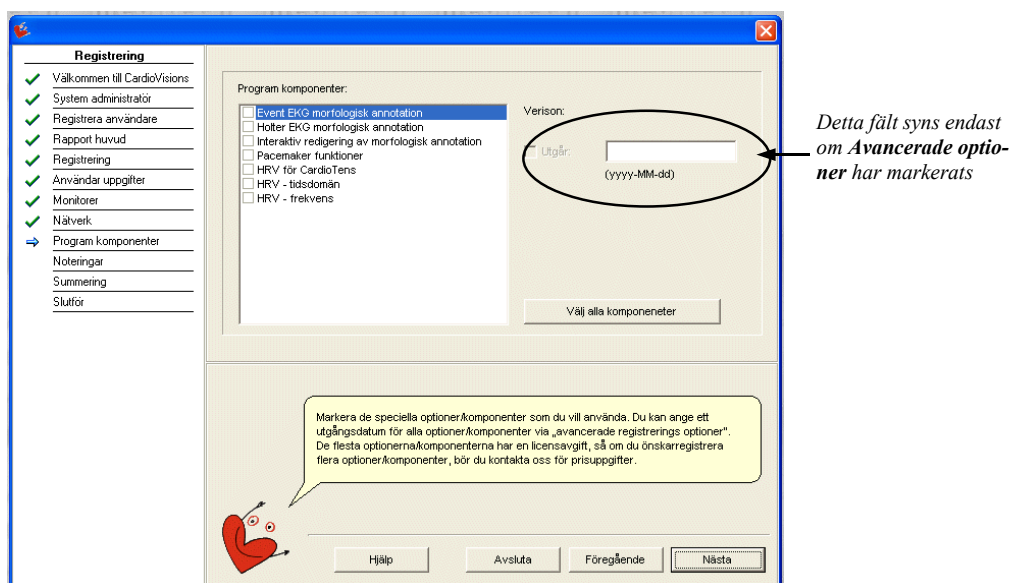 Registrering
Välkommen till CardioVisions
System administratör
Registrera användare
Rapport huvud
Registrering
Användar uppgifter
Monitorer
Nätverk
Program komponenter
Noteringar
Summering
Slutför
Program komponenter:
Event EKG morfologisk annotation
Holter EKG morfologisk annotation
Interaktiv redigering av morfologisk annotation
Pacemaker funktioner
HRV för CardioTens
HRV - tidsdomän
HRV - frekvens
Verison:
Utgår:
(yyyy-MM-dd)
Välj alla komponeneter
Detta fält syns endast
om Avancerade optio-
ner har markerats
Markera de speciella optioner/komponenter som du vill använda. Du kan ange ett
utgångsdatum för alla optioner/komponenter via „avancerade registrerings optioner".
De flesta optionerna/komponenterna har en licensavgift, så om du önskarregistrera
flera optioner/komponenter, bör du kontakta oss för prisuppgifter.
Hjälp
Avsluta
Föregående
Nästa